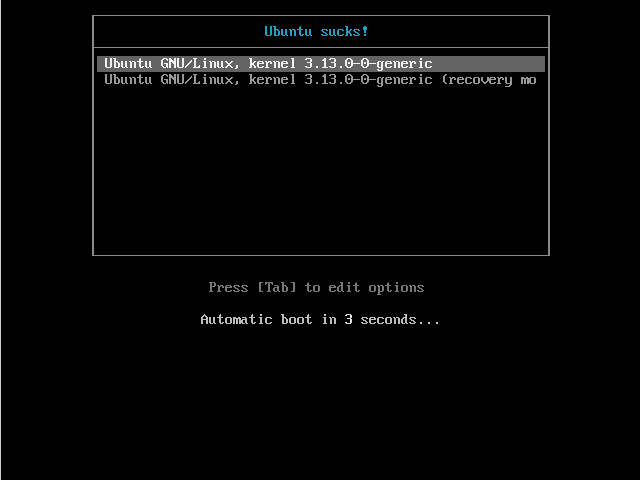 Ubuntu sucks!
Ubuntu GNU/Linux, kernel 3.13.0-0-generic
Ubuntu GNU/Linux, kernel 3.13.0-0-generic (recovery mo
Press [Tab] to edit options
Automatic boot in 3 seconds...